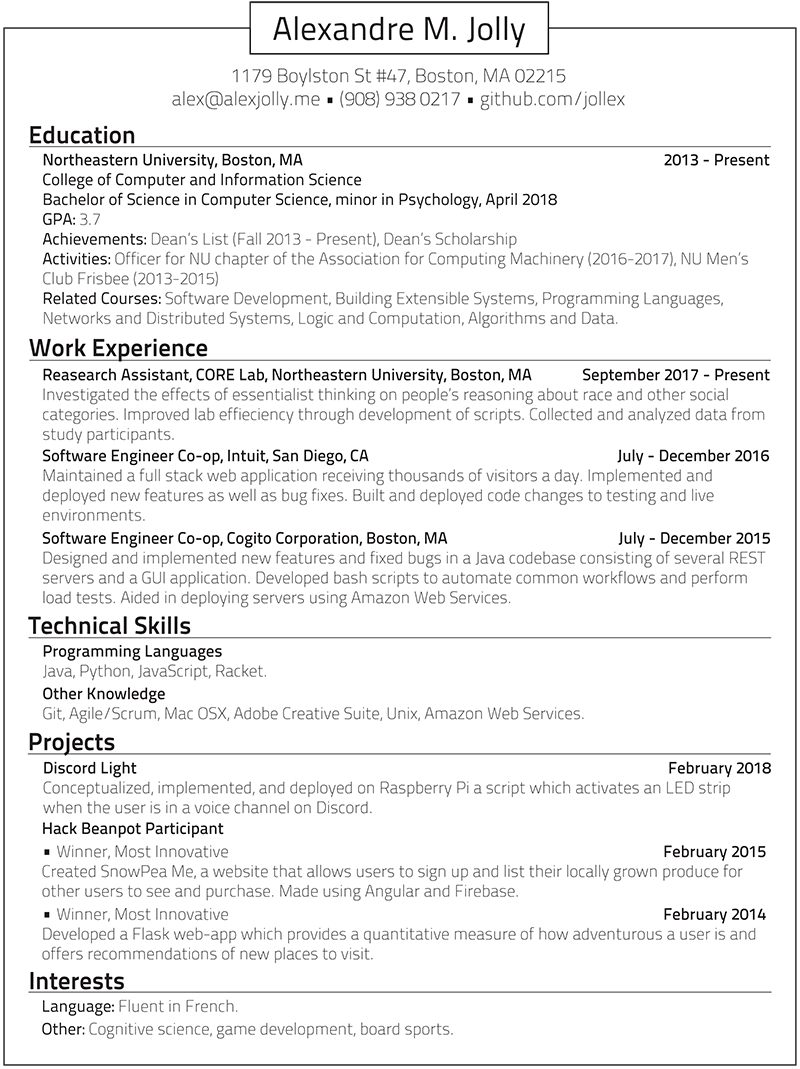 Alexandre M. Jolly
1179 Boylston St #47, Boston, MA 02215
alex@alexjolly.me ▪ (908) 938 0217 ▪ github.com/jollex
Education
Northeastern University, Boston, MA 2013 - Present
College of Computer and Information Science
Bachelor of Science in Computer Science, minor in Psychology, April 2018
GPA: 3.7
Achievements: Dean's List (Fall 2013 - Present), Dean's Scholarship
Activities: Officer for NU chapter of the Association for Computing Machinery (2016-2017), NU Men's
Club Frisbee (2013-2015)
Related Courses: Software Development, Building Extensible Systems, Programming Languages,
Networks and Distributed Systems, Logic and Computation, Algorithms and Data.
Work Experience
Reasearch Assistant, CORE Lab, Northeastern University, Boston, MA September 2017 - Present
Investigated the effects of essentialist thinking on people's reasoning about race and other social
categories. Improved lab effieciency through development of scripts. Collected and analyzed data from
study participants.
Software Engineer Co-op, Intuit, San Diego, CA July - December 2016
Maintained a full stack web application receiving thousands of visitors a day. Implemented and
deployed new features as well as bug fixes. Built and deployed code changes to testing and live
environments.
Software Engineer Co-op, Cogito Corporation, Boston, MA July - December 2015
Designed and implemented new features and fixed bugs in a Java codebase consisting of several REST
servers and a GUI application. Developed bash scripts to automate common workflows and perform
load tests. Aided in deploying servers using Amazon Web Services.
Technical Skills
Programming Languages
Java, Python, JavaScript, Racket.
Other Knowledge
Git, Agile/Scrum, Mac OSX, Adobe Creative Suite, Unix, Amazon Web Services.
Projects
Discord Light February 2018
Conceptualized, implemented, and deployed on Raspberry Pi a script which activates an LED strip
when the user is in a voice channel on Discord.
Hack Beanpot Participant
▪ Winner, Most Innovative February 2015
Created SnowPea Me, a website that allows users to sign up and list their locally grown produce for
other users to see and purchase. Made using Angular and Firebase.
▪ Winner, Most Innovative February 2014
Developed a Flask web-app which provides a quantitative measure of how adventurous a user is and
offers recommendations of new places to visit.
Interests
Language: Fluent in French.
Other: Cognitive science, game development, board sports.